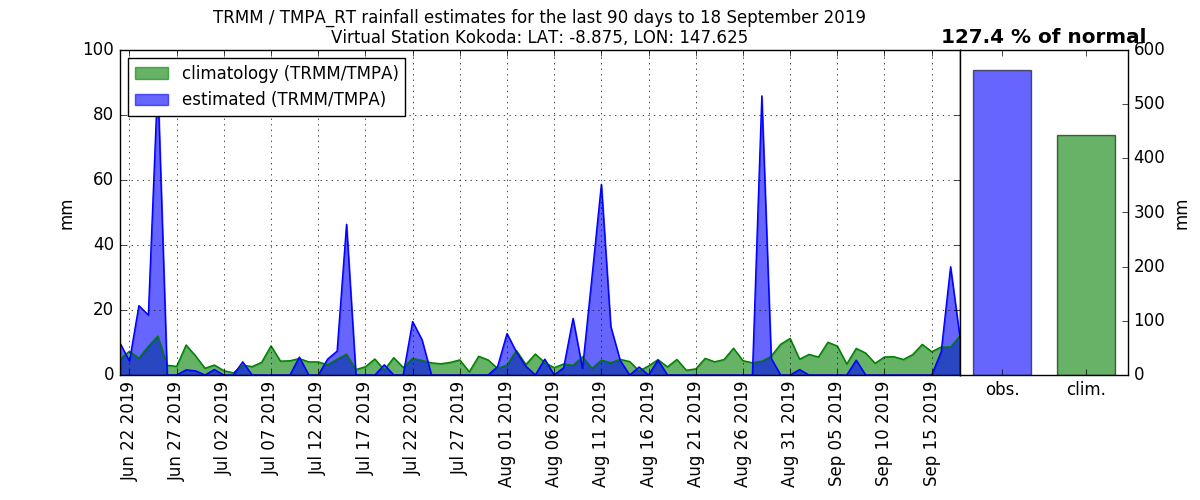 TRMM / TMPA_RT rainfall estimates for the last 90 days to 18 September 2019
Virtual Station Kokoda: LAT: -8.875, LON: 147.625
127.4 % of normal
climatology (TRMM/TMPA)
estimated (TRMM/TMPA)
100
80
60
40
20
0
mm
Jun 22 2019
Jun 27 2019
Jul 02 2019
Jul 07 2019
Jul 12 2019
Jul 17 2019
Jul 22 2019
Jul 27 2019
Aug 01 2019
Aug 06 2019
Aug 11 2019
Aug 16 2019
Aug 21 2019
Aug 26 2019
Aug 31 2019
Sep 05 2019
Sep 10 2019
Sep 15 2019
obs.
clim.
600
500
400
300
200
100
0
mm